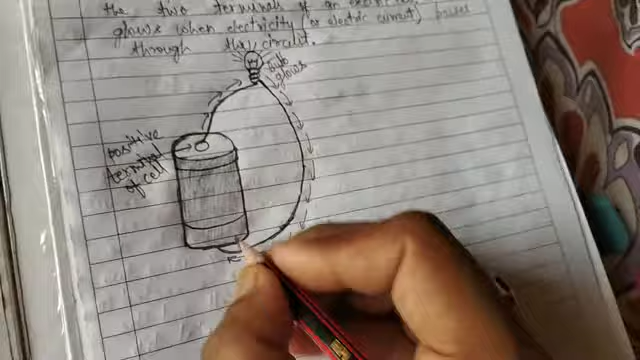 the two terminals of an
glows when electricity (or electric current) passes
through the circuit.
bulb
glows
positive
terminal
of cell